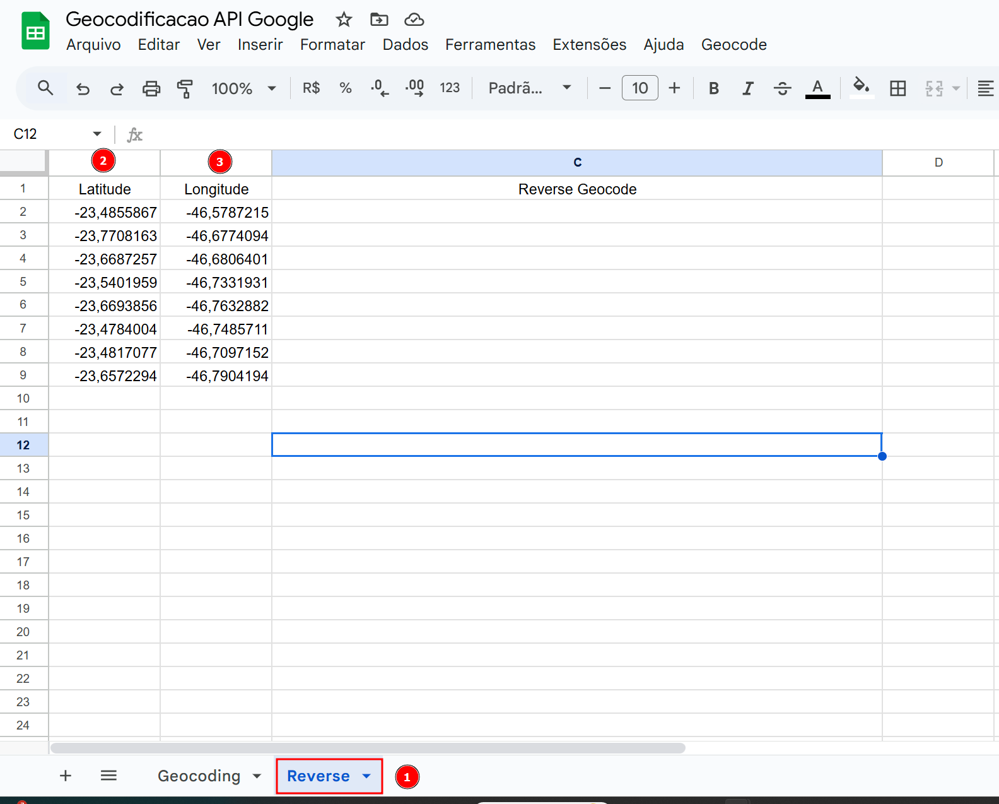 Geocodificacao API Google
Arquivo Editar Ver Inserir Formatar Dados Ferramentas Extensões Ajuda Geocode
100% R$ % .0 .00 123 Padrã... 10 B I S A
C12 fx
2 3 C D
1 Latitude Longitude Reverse Geocode
2 -23,4855867 -46,5787215
3 -23,7708163 -46,6774094
4 -23,6687257 -46,6806401
5 -23,5401959 -46,7331931
6 -23,6693856 -46,7632882
7 -23,4784004 -46,7485711
8 -23,4817077 -46,7097152
9 -23,6572294 -46,7904194
10
11
12
13
14
15
16
17
18
19
20
21
22
23
24
Geocoding Reverse 1